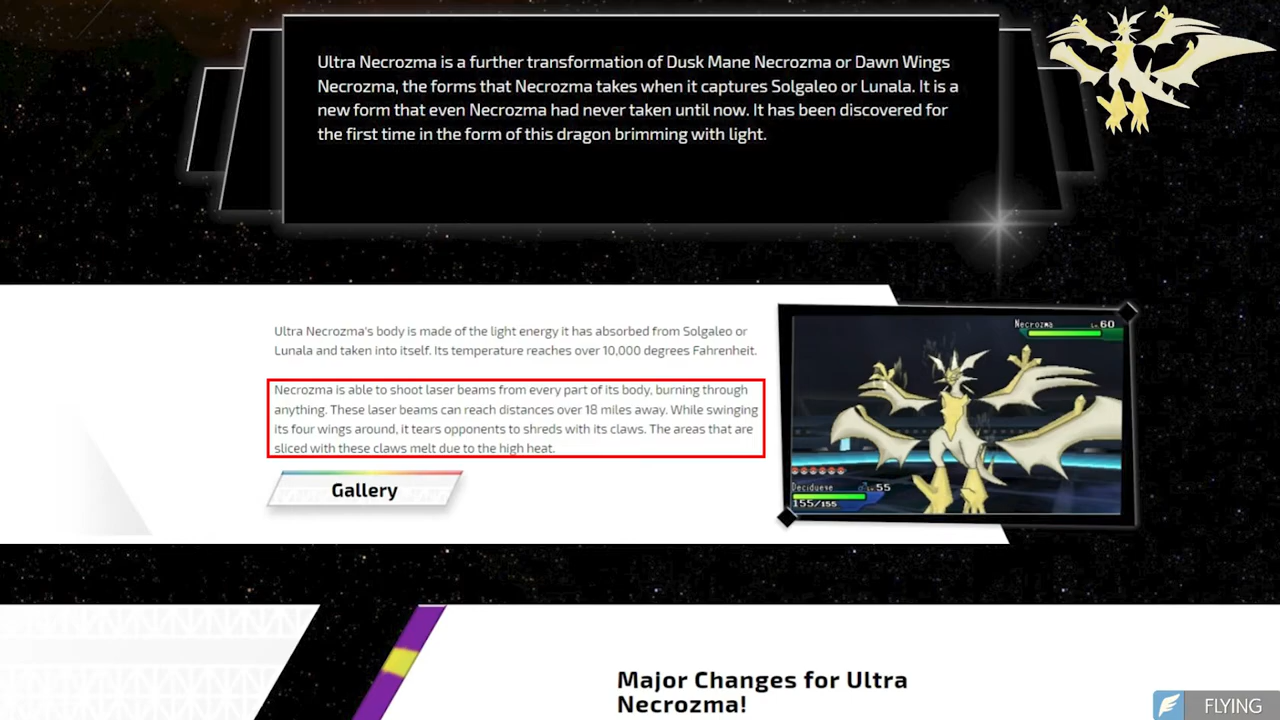 Ultra Necrozma is a further transformation of Dusk Mane Necrozma or Dawn Wings
Necrozma, the forms that Necrozma takes when it captures Solgaleo or Lunala. It is a
new form that even Necrozma had never taken until now. It has been discovered for
the first time in the form of this dragon brimming with light.
Ultra Necrozma's body is made of the light energy it has absorbed from Solgaleo or
Lunala and taken into itself. Its temperature reaches over 10,000 degrees Fahrenheit.
Necrozma is able to shoot laser beams from every part of its body, burning through
anything. These laser beams can reach distances over 18 miles away. While swinging
its four wings around, it tears opponents to shreds with its claws. The areas that are
sliced with these claws melt due to the high heat.
Gallery
Necrozma Lv.60
Decidueye Lv.55
155/155
Major Changes for Ultra
Necrozma!
FLYING